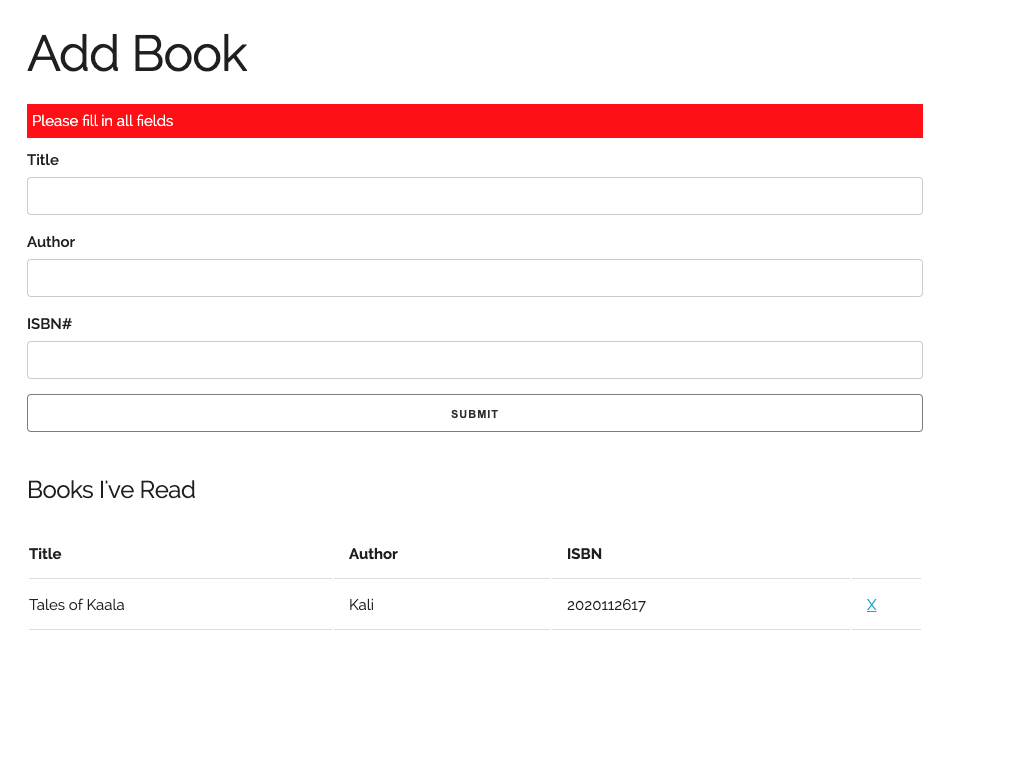 Add Book
Please fill in all fields
Title
Author
ISBN#
SUBMIT
Books I've Read
Title Author ISBN
Tales of Kaala Kali 2020112617 X